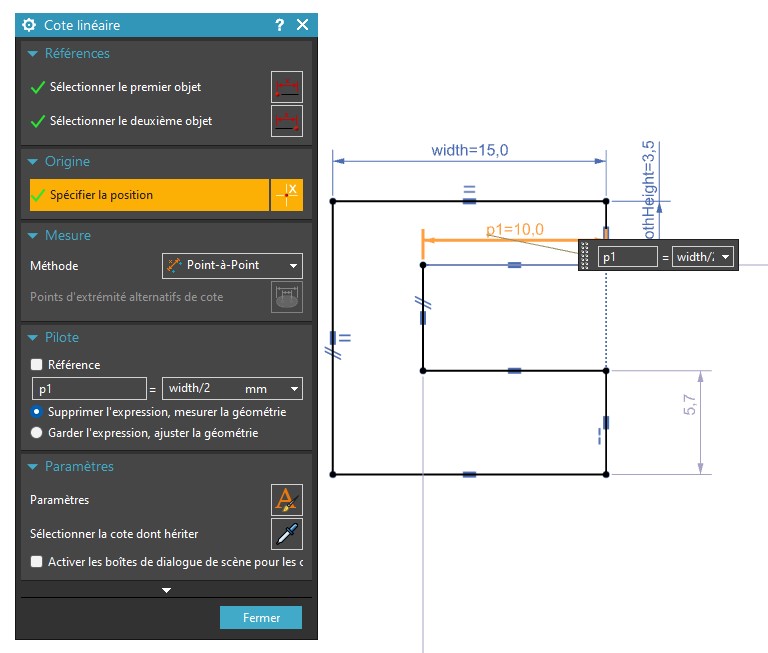 Cote linéaire
?
Références
Sélectionner le premier objet
Sélectionner le deuxième objet
Origine
Spécifier la position
X
Mesure
Méthode
Point-à-Point
Points d'extrémité alternatifs de cote
Pilote
Référence
p1 = width/2 mm
Supprimer l'expression, mesurer la géométrie
Garder l'expression, ajuster la géométrie
Paramètres
Paramètres
A
Sélectionner la cote dont hériter
Activer les boîtes de dialogue de scène pour les c
Fermer
width=15,0
othHeight=3,5
p1=10,0
p1 = width/2
5,7